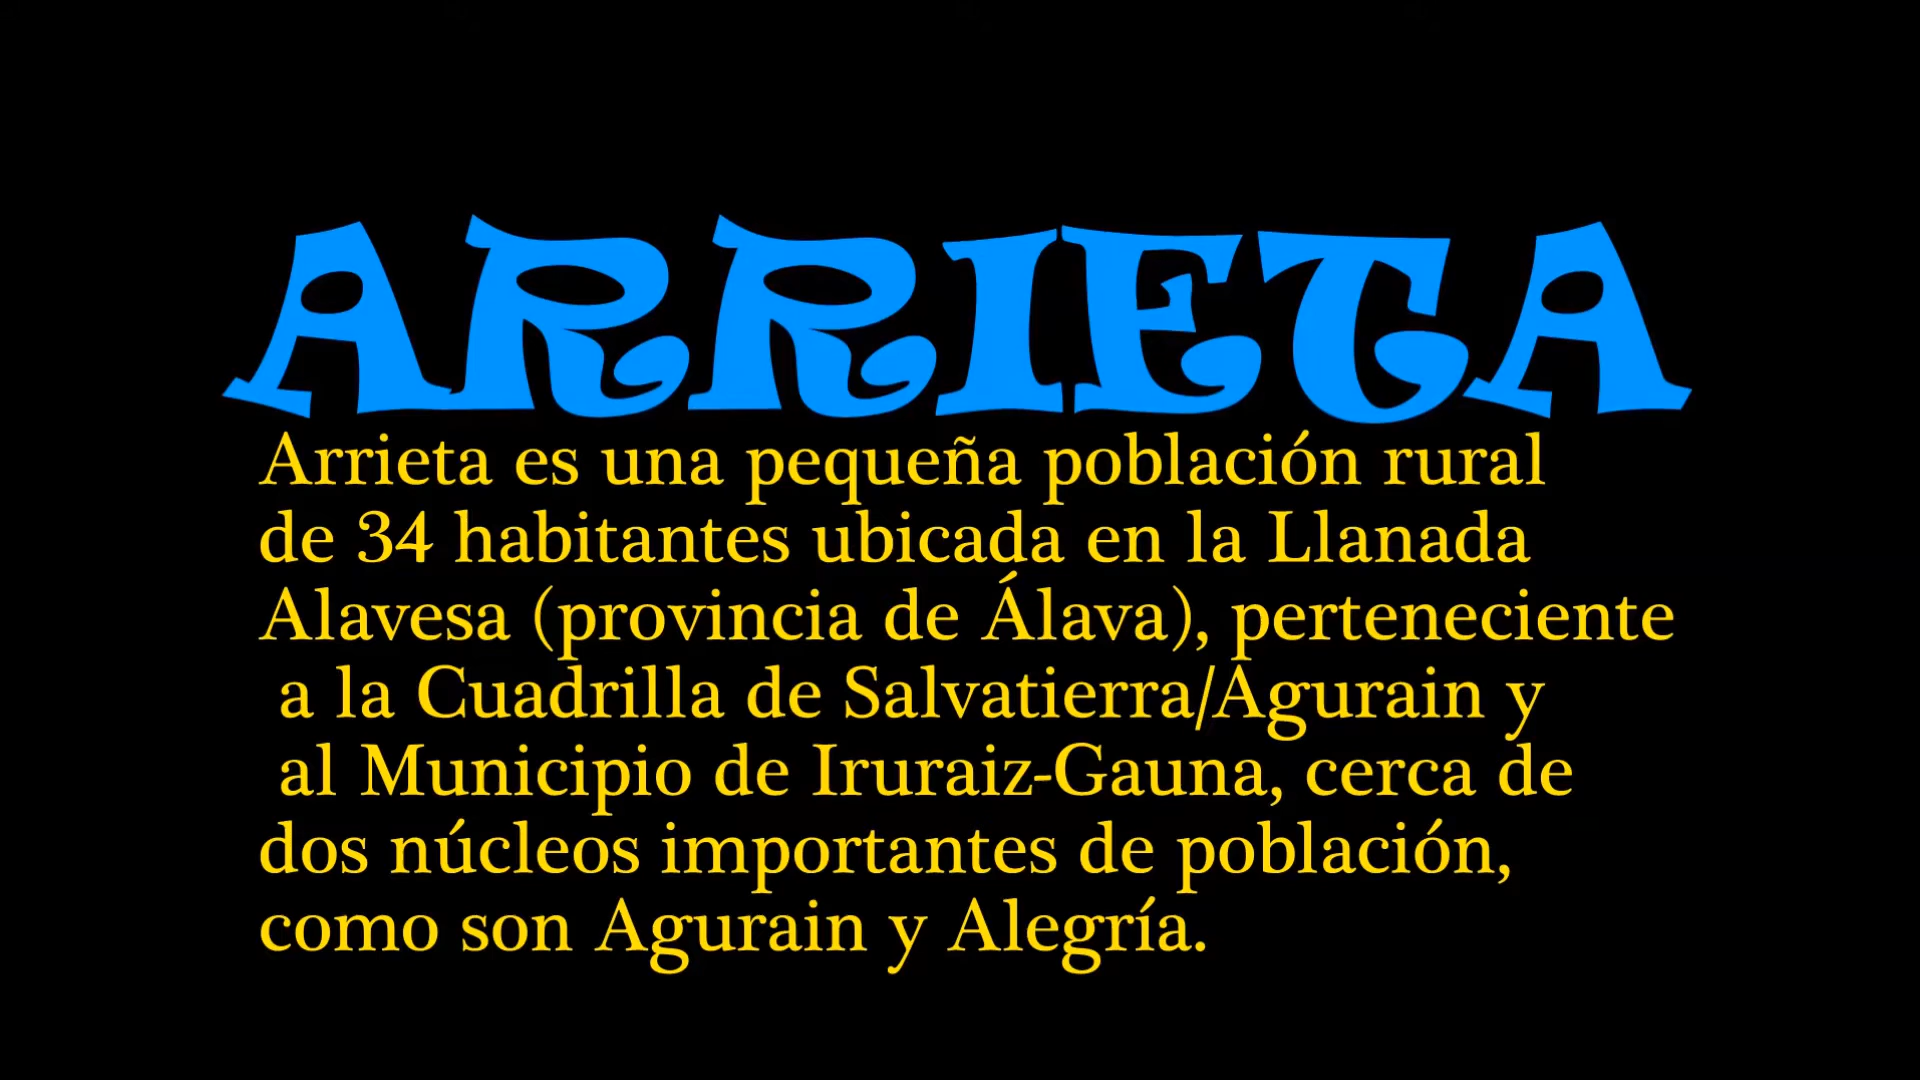 ARRIETA
Arrieta es una pequeña población rural
de 34 habitantes ubicada en la Llanada
Alavesa (provincia de Álava), perteneciente
a la Cuadrilla de Salvatierra/Agurain y
al Municipio de Iruraiz-Gauna, cerca de
dos núcleos importantes de población,
como son Agurain y Alegría.